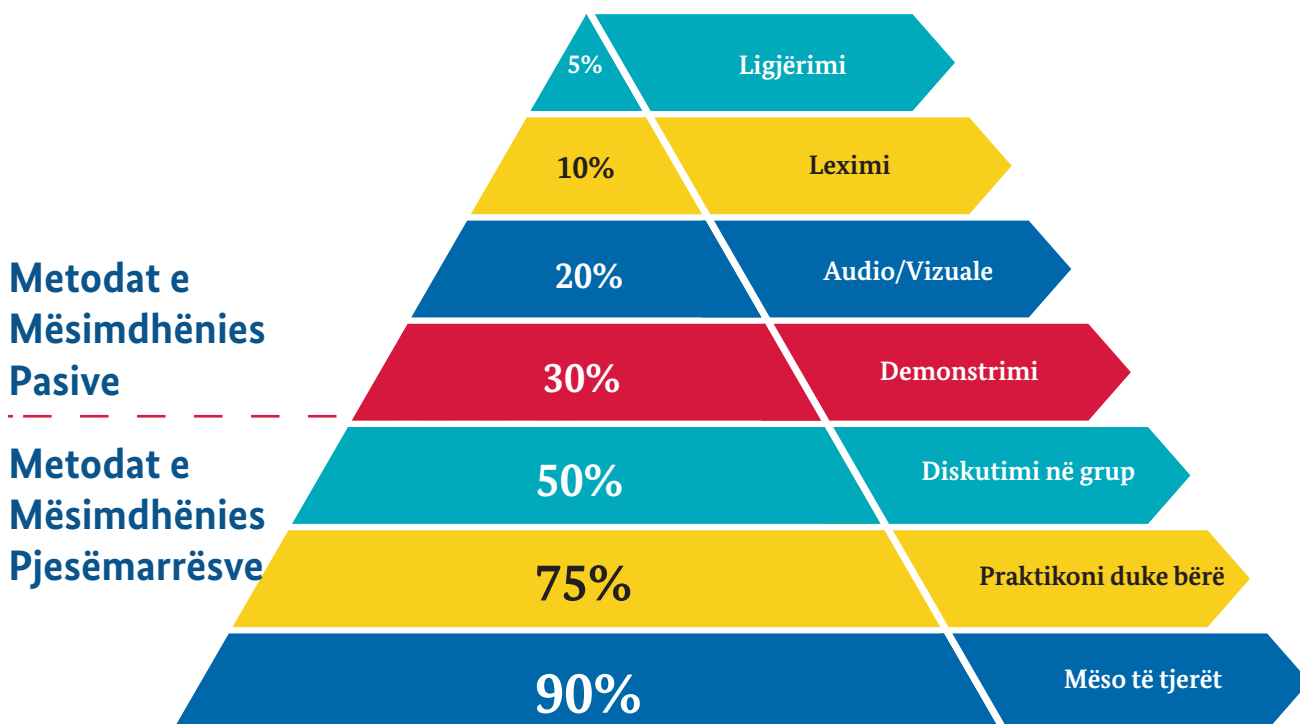 5%
Ligjërimi
10%
Leximi
20%
Audio/Vizuale
30%
Demonstrimi
50%
Diskutimi në grup
75%
Praktikoni duke bërë
90%
Mëso të tjerët
Metodat e
Mësimdhënies
Pasive
Metodat e
Mësimdhënies
Pjesëmarrësve